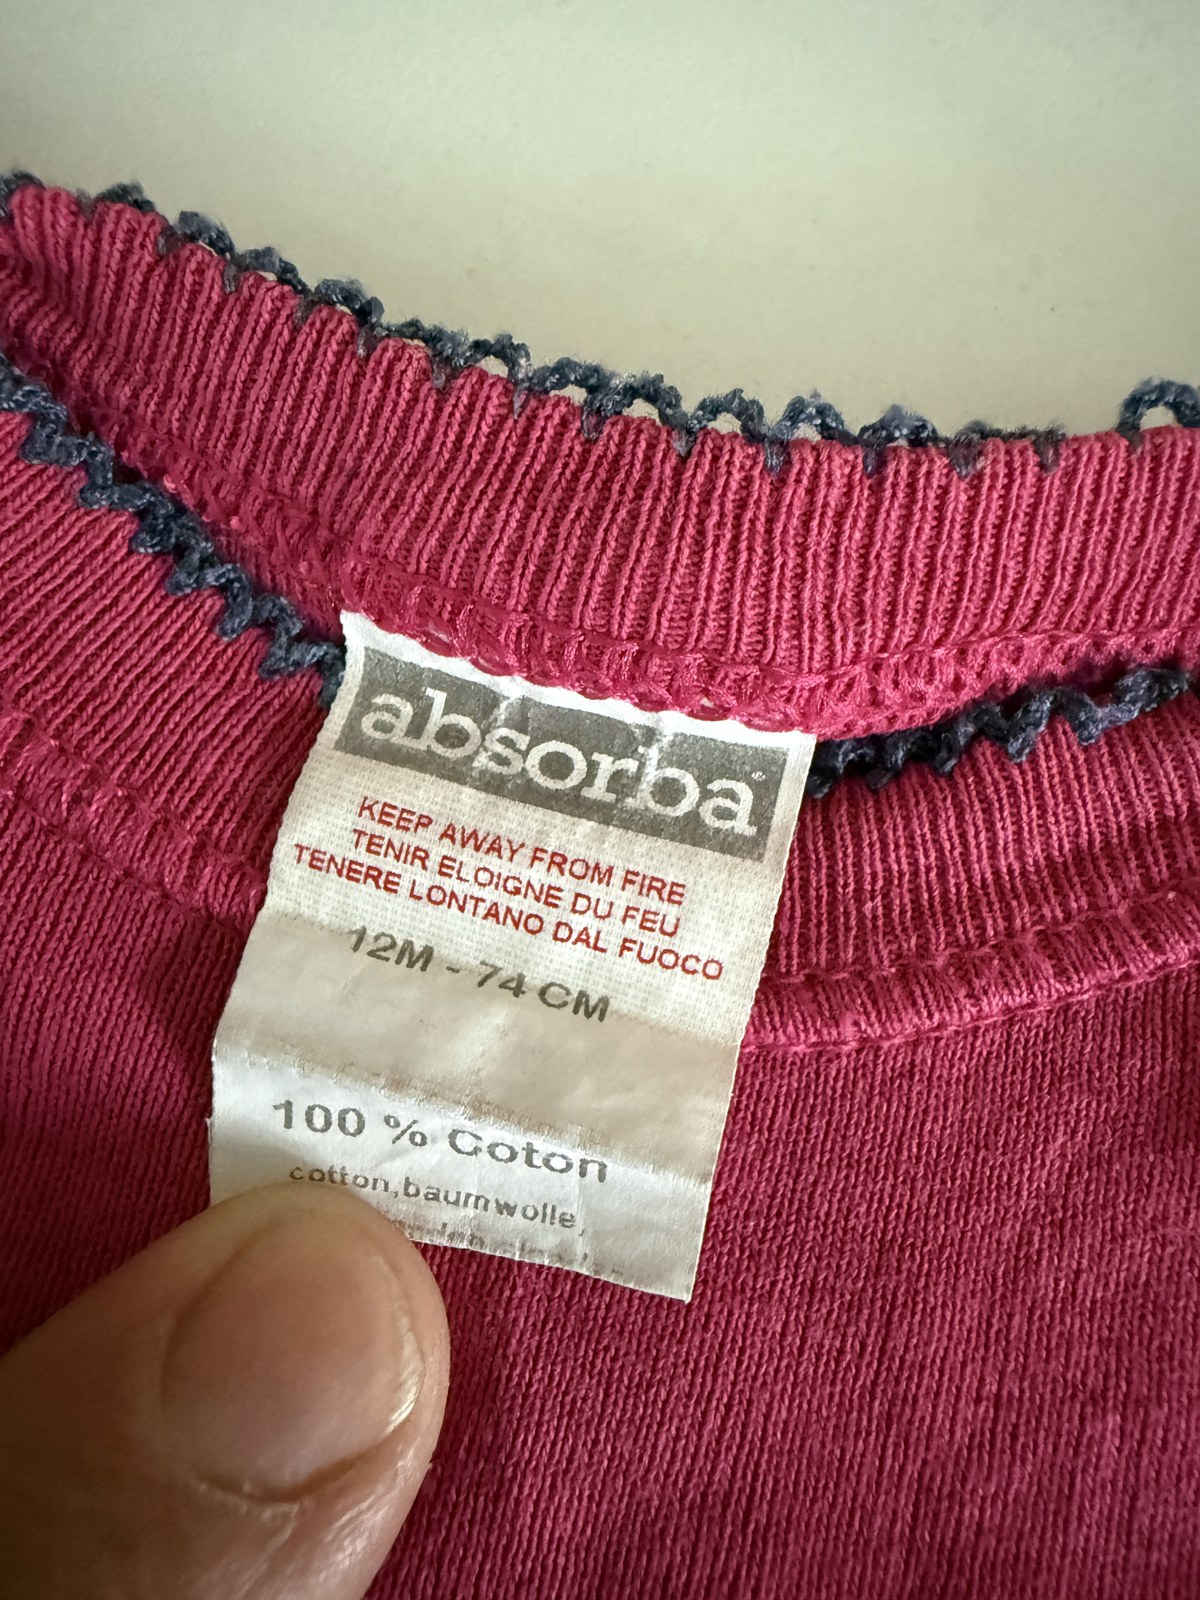 absorba
KEEP AWAY FROM FIRE
TENIR ELOIGNE DU FEU
TENERE LONTANO DAL FUOCO
12M - 74 CM
100 % Coton
cotton,baumwolle,